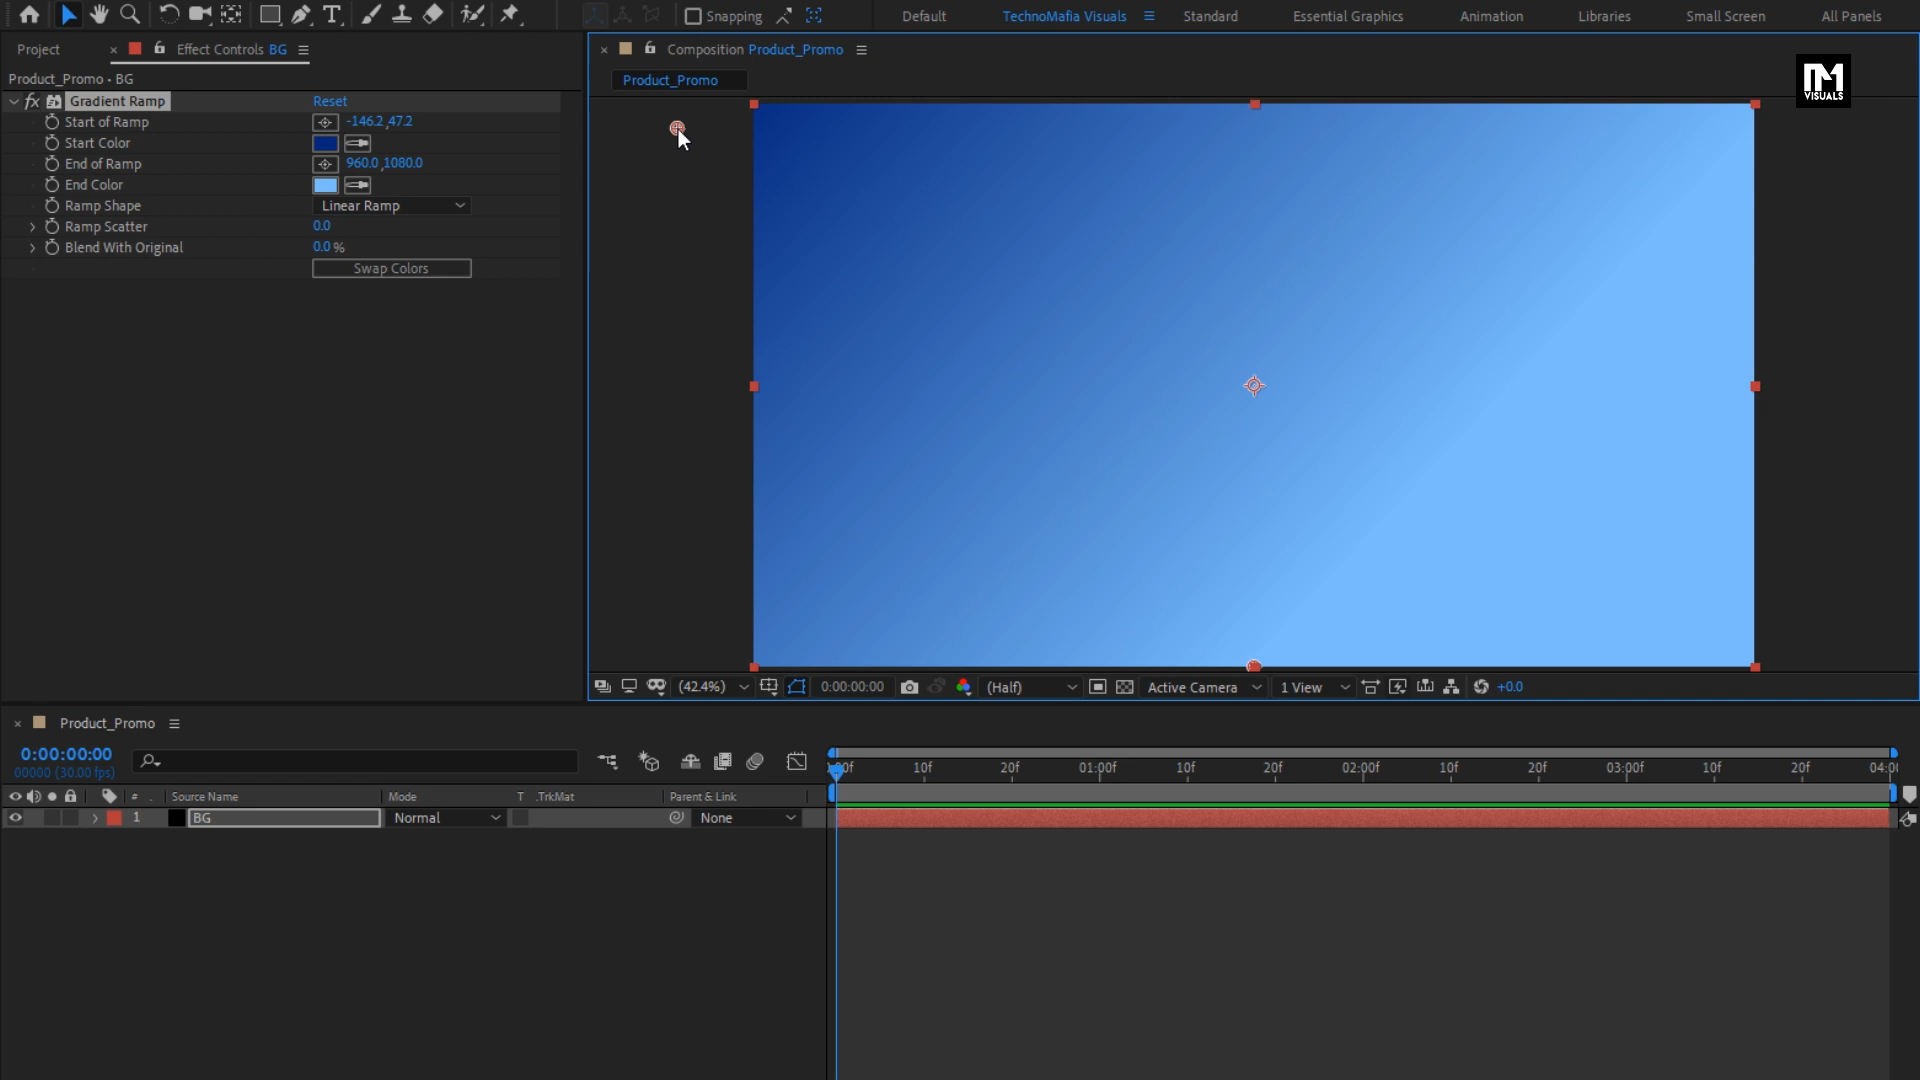 Snapping
Default
TechnoMafia Visuals
Standard
Essential Graphics
Animation
Libraries
Small Screen
All Panels
Project
Effect Controls BG
Composition Product_Promo
Product_Promo • BG
Product_Promo
VISUALS
fx Gradient Ramp Reset
Start of Ramp -146.2,47.2
Start Color
End of Ramp 960.0,1080.0
End Color
Ramp Shape Linear Ramp
Ramp Scatter 0.0
Blend With Original 0.0 %
Swap Colors
(42.4%) 0:00:00:00 (Half) Active Camera 1 View +0.0
Product_Promo
0:00:00:00
00000 (30.00 fps)
10f 20f 01:00f 10f 20f 02:00f 10f 20f 03:00f 10f 20f
# Source Name Mode T .TrkMat Parent & Link
1 BG Normal None